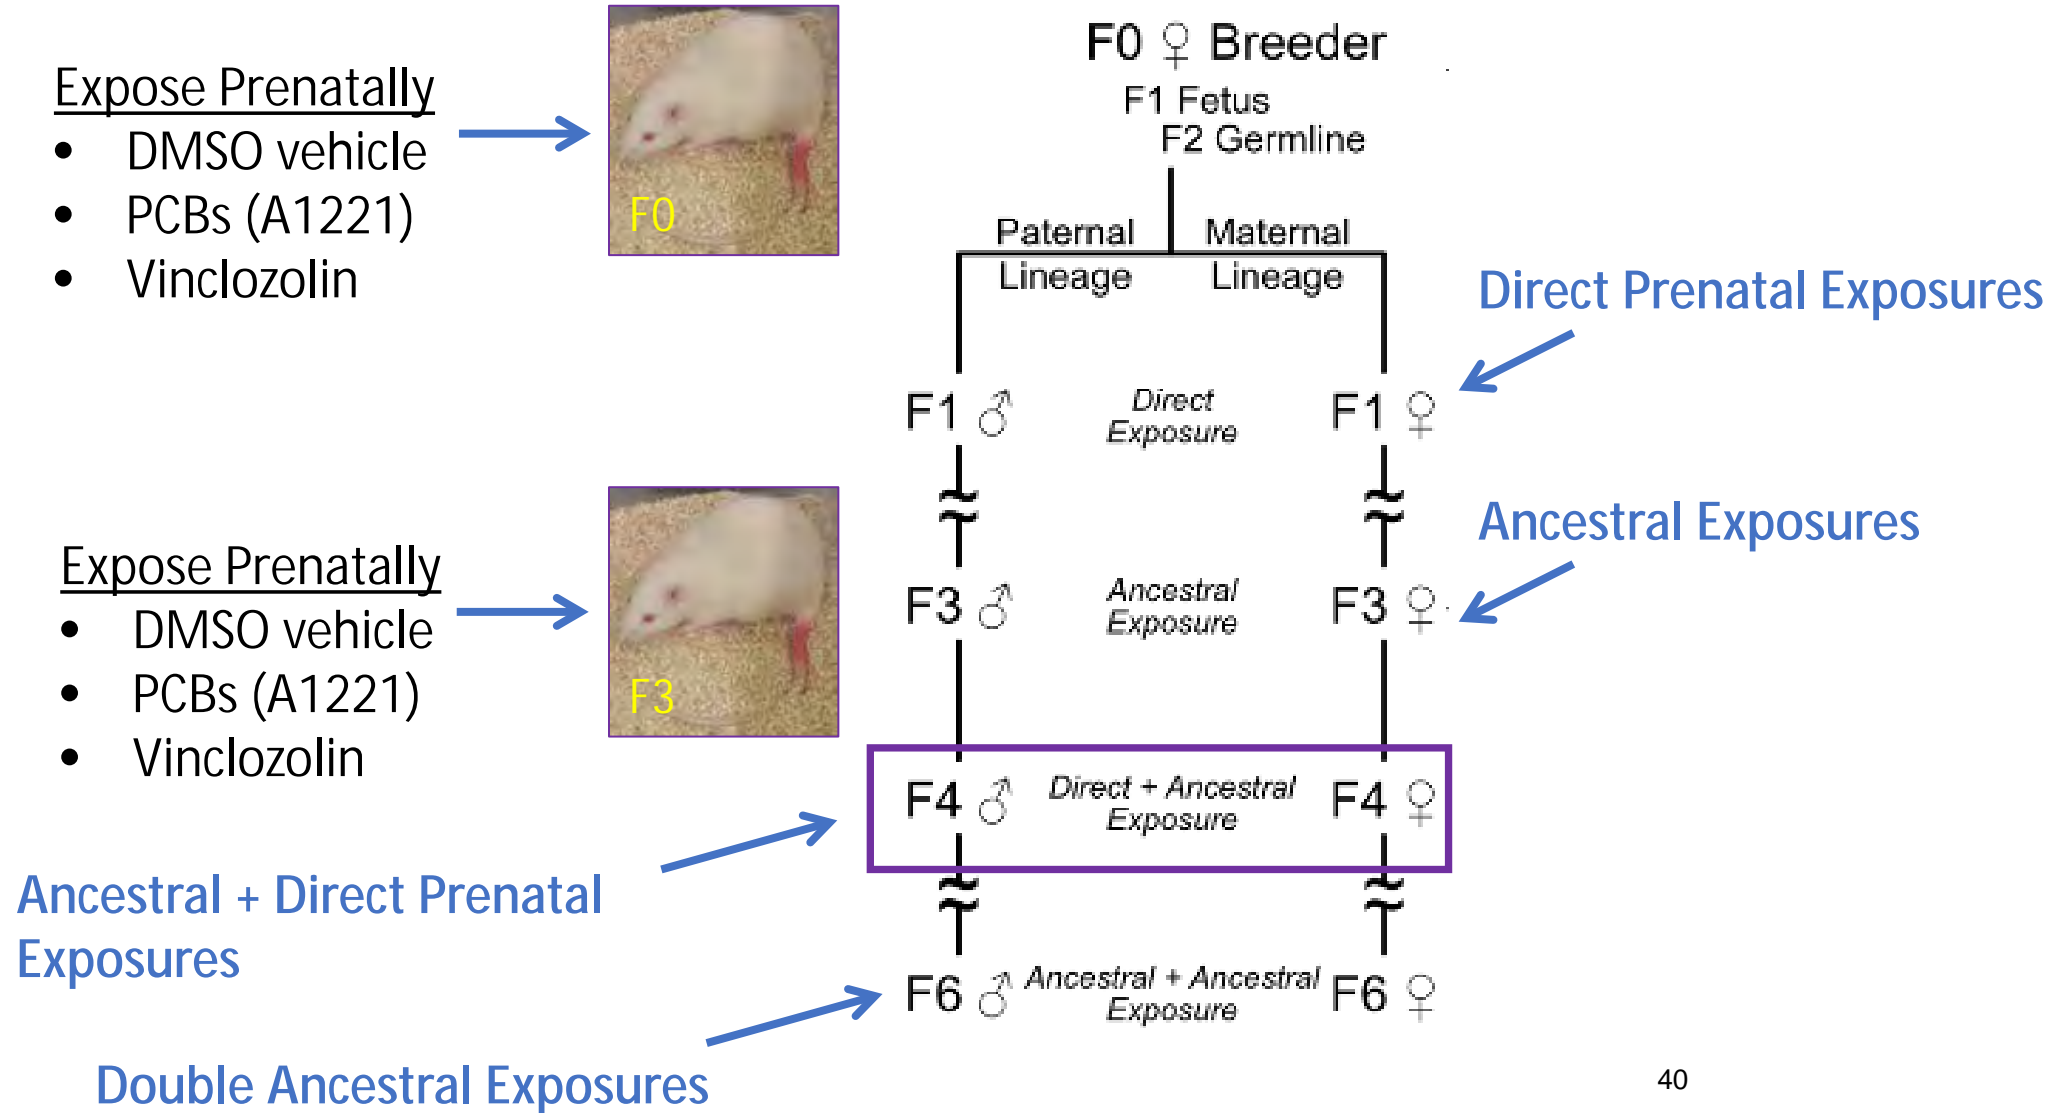 Expose Prenatally
• DMSO vehicle
• PCBs (A1221)
• Vinclozolin
F0
F0 ♀ Breeder
F1 Fetus
F2 Germline
Paternal Lineage
Maternal Lineage
Direct Prenatal Exposures
F1 ♂
Direct
Exposure
F1 ♀
Expose Prenatally
• DMSO vehicle
• PCBs (A1221)
• Vinclozolin
F3
Ancestral Exposures
F3 ♂
Ancestral
Exposure
F3 ♀
F4 ♂
Direct + Ancestral
Exposure
F4 ♀
Ancestral + Direct Prenatal
Exposures
F6 ♂
Ancestral + Ancestral
Exposure
F6 ♀
Double Ancestral Exposures
40